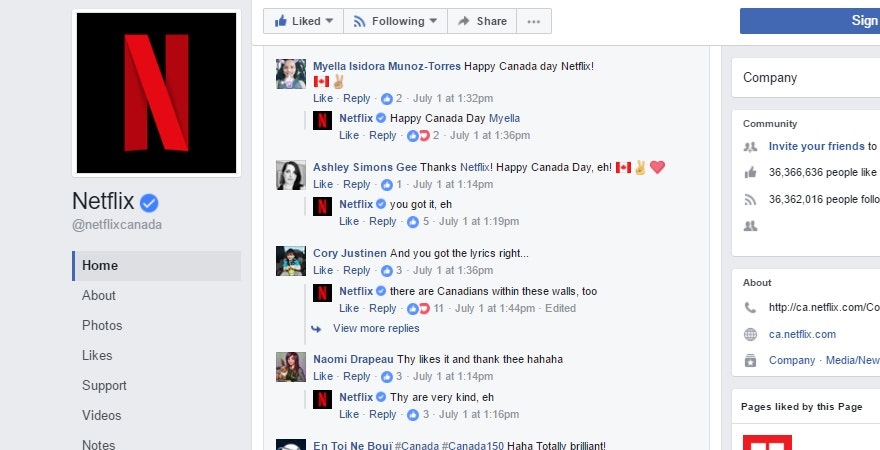 Liked
Following
Share
Sign
Netflix
@netflixcanada
Home
About
Photos
Likes
Support
Videos
Notes
Myella Isidora Munoz-Torres Happy Canada day Netflix!
🇨🇦✌
Like · Reply · 2 · July 1 at 1:32pm
Netflix Happy Canada Day Myella
Like · Reply · 2 · July 1 at 1:36pm
Ashley Simons Gee Thanks Netflix! Happy Canada Day, eh! 🇨🇦✌❤
Like · Reply · 1 · July 1 at 1:14pm
Netflix you got it, eh
Like · Reply · 5 · July 1 at 1:19pm
Cory Justinen And you got the lyrics right...
Like · Reply · 3 · July 1 at 1:36pm
Netflix there are Canadians within these walls, too
Like · Reply · 11 · July 1 at 1:44pm · Edited
View more replies
Naomi Drapeau Thy likes it and thank thee hahaha
Like · Reply · 3 · July 1 at 1:14pm
Netflix Thy are very kind, eh
Like · Reply · 3 · July 1 at 1:16pm
En Toi Ne Bouï #Canada #Canada150 Haha Totally brilliant!
Company
Community
Invite your friends to
36,366,636 people like
36,362,016 people follo
About
http://ca.netflix.com/Co
ca.netflix.com
Company · Media/New
Pages liked by this Page